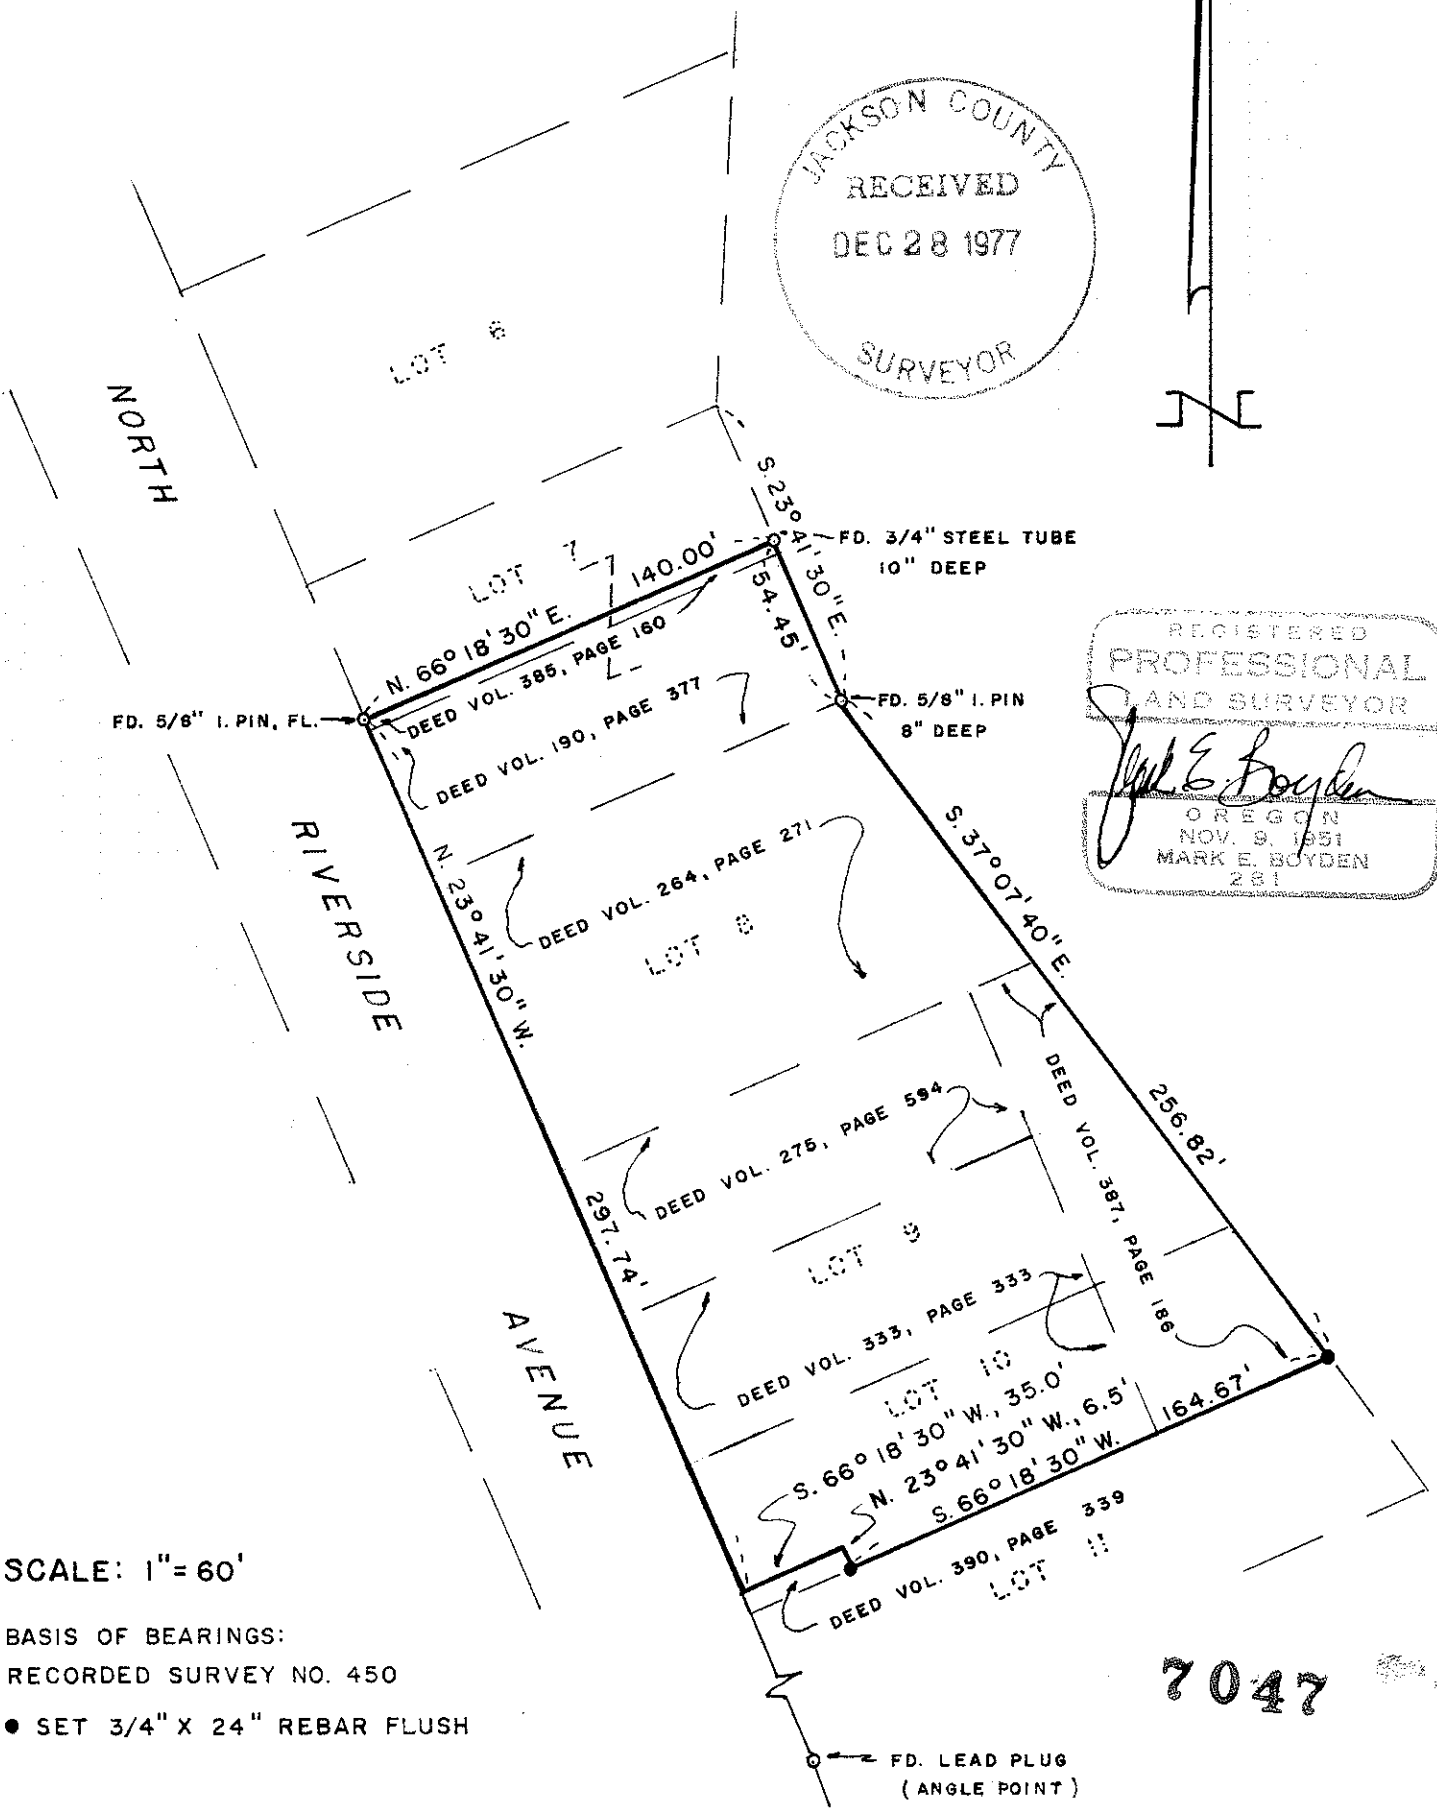 JACKSON COUNTY
RECEIVED
DEC 28 1977
SURVEYOR
LOT 6
NORTH
S. 23° 41' 30" E.
FD. 3/4" STEEL TUBE
10" DEEP
LOT 7
140.00'
N. 66° 18' 30" E.
54.45'
REGISTERED
PROFESSIONAL
LAND SURVEYOR
Mark E. Boyden
OREGON
NOV. 9, 1951
MARK E. BOYDEN
281
FD. 5/8" I. PIN, FL.
DEED VOL. 385, PAGE 160
FD. 5/8" I. PIN
8" DEEP
DEED VOL. 190, PAGE 377
RIVERSIDE
N. 23° 41' 30" W.
DEED VOL. 264, PAGE 271
S. 37° 07' 40" E.
LOT 8
256.82'
DEED VOL. 275, PAGE 594
DEED VOL. 387, PAGE 186
297.74'
LOT 9
AVENUE
DEED VOL. 333, PAGE 333
LOT 10
S. 66° 18' 30" W., 35.0'
N. 23° 41' 30" W., 6.5'
S. 66° 18' 30" W.
164.67'
DEED VOL. 390, PAGE 339
LOT 11
SCALE: 1"=60'
BASIS OF BEARINGS:
RECORDED SURVEY NO. 450
● SET 3/4" X 24" REBAR FLUSH
7047
FD. LEAD PLUG
(ANGLE POINT)